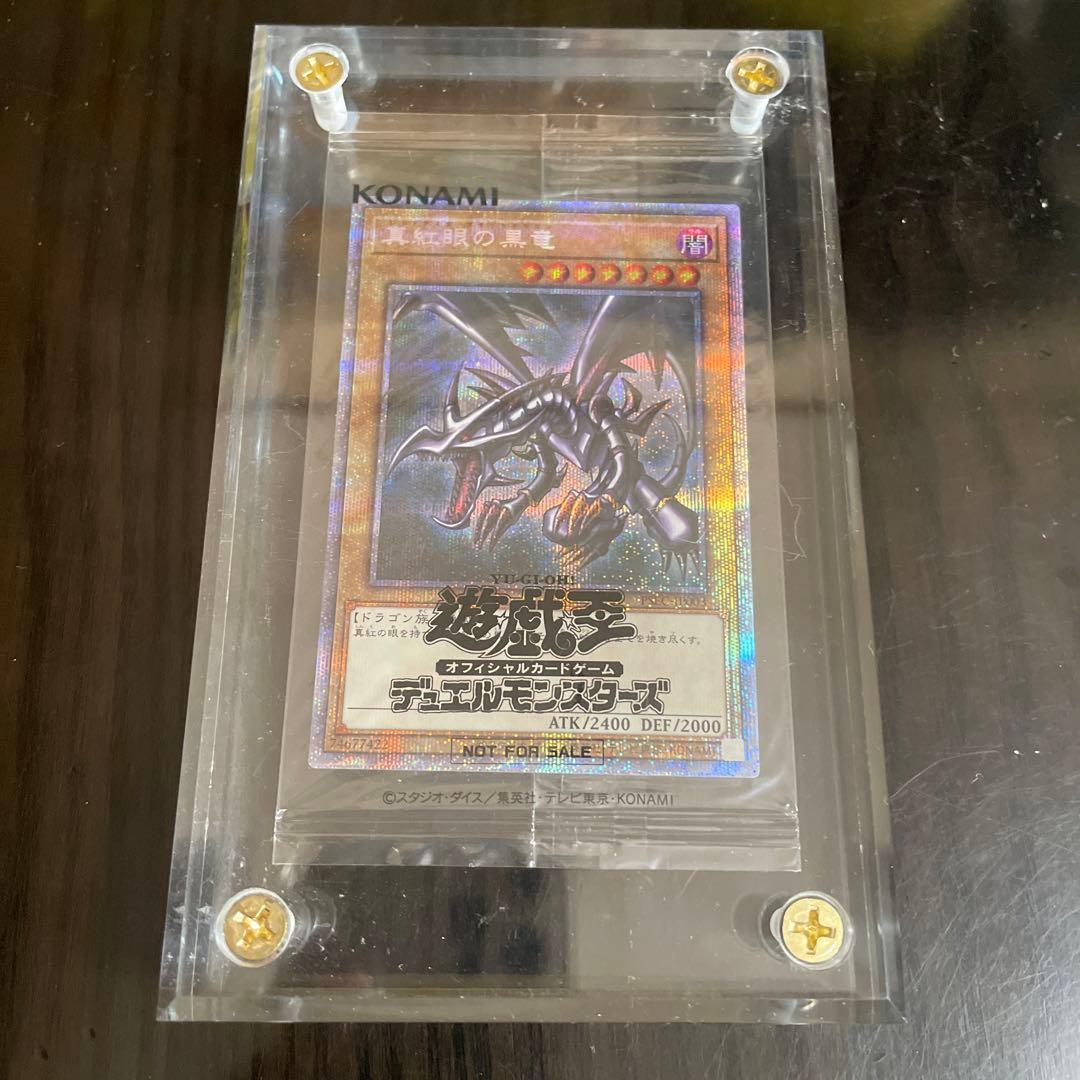 KONAMI
真紅眼の黒竜
闇
YU-GI-OH!
遊戯王
【ドラゴン族
真紅の眼を持
を焼き尽くす。
オフィシャルカードゲーム
デュエルモンスターズ
ATK/2400 DEF/2000
74677422
NOT FOR SALE
KONAMI
©スタジオ・ダイス/集英社・テレビ東京・KONAMI